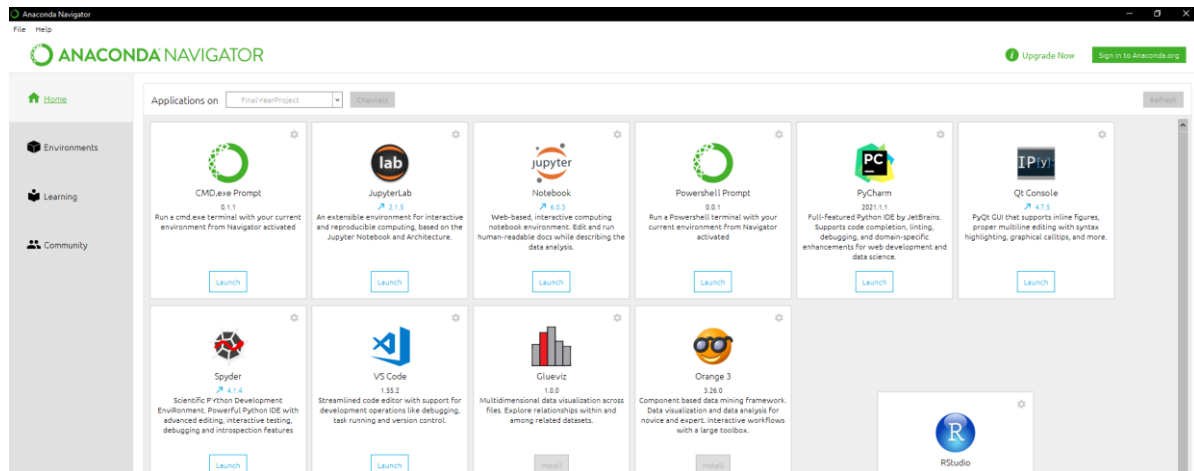 Anaconda Navigator
File Help
ANACONDA NAVIGATOR
Upgrade Now
Sign in to Anaconda.org
Home
Environments
Learning
Community
Applications on
Final YearProject
Channels
Refresh
CMD.exe Prompt
0.1.1
Run a cmd.exe terminal with your current
environment from Navigator activated
Launch
lab
JupyterLab
2.1.5
An extensible environment for interactive
and reproducible computing, based on the
Jupyter Notebook and Architecture.
Launch
jupyter
Notebook
6.0.3
Web-based, interactive computing
notebook environment. Edit and run
human-readable docs while describing the
data analysis.
Launch
Powershell Prompt
0.0.1
Run a Powershell terminal with your
current environment from Navigator
activated
Launch
PC
PyCharm
2021.1.1
Full-featured Python IDE by JetBrains.
Supports code completion, linting,
debugging, and domain-specific
enhancements for web development and
data science.
Launch
IP[y]:
Qt Console
4.7.5
PyQt GUI that supports inline figures,
proper multiline editing with syntax
highlighting, graphical calltips, and more.
Launch
Spyder
4.1.4
Scientific PYthon Development
EnviRonment. Powerful Python IDE with
advanced editing, interactive testing,
debugging and introspection features
Launch
VS Code
1.55.2
Streamlined code editor with support for
development operations like debugging,
task running and version control.
Launch
Glueviz
1.0.0
Multidimensional data visualization across
files. Explore relationships within and
among related datasets.
Install
Orange 3
3.26.0
Component based data mining framework.
Data visualization and data analysis for
novice and expert. Interactive workflows
with a large toolbox.
Install
R
RStudio